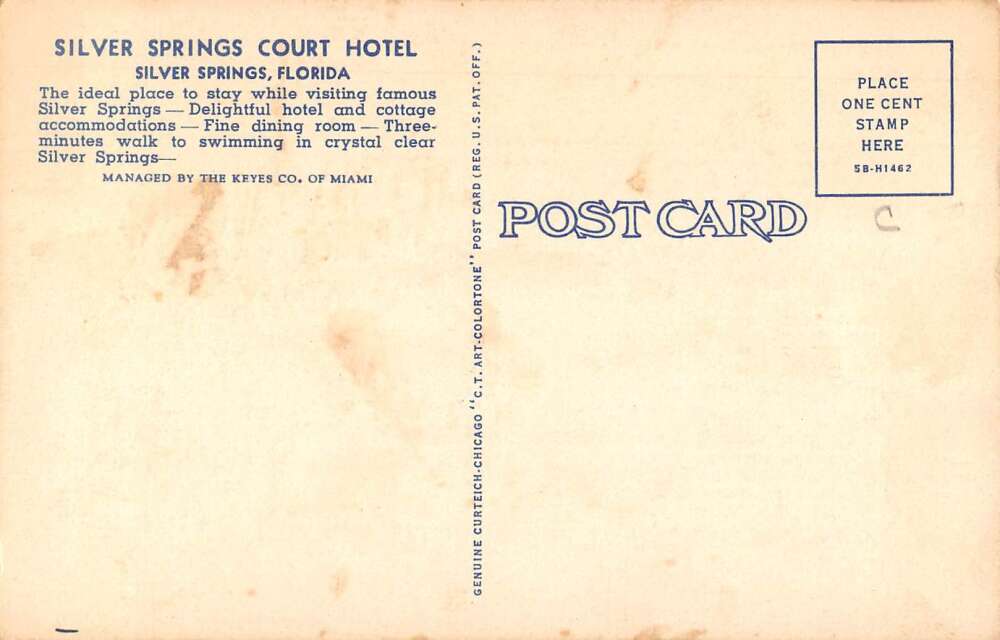 SILVER SPRINGS COURT HOTEL
SILVER SPRINGS, FLORIDA
The ideal place to stay while visiting famous
Silver Springs — Delightful hotel and cottage
accommodations — Fine dining room — Three-
minutes walk to swimming in crystal clear
Silver Springs—
MANAGED BY THE KEYES CO. OF MIAMI
GENUINE CURTEICH-CHICAGO "C.T. ART-COLORTONE" POST CARD (REG. U.S. PAT. OFF.)
PLACE
ONE CENT
STAMP
HERE
5B-H1462
POST CARD
C